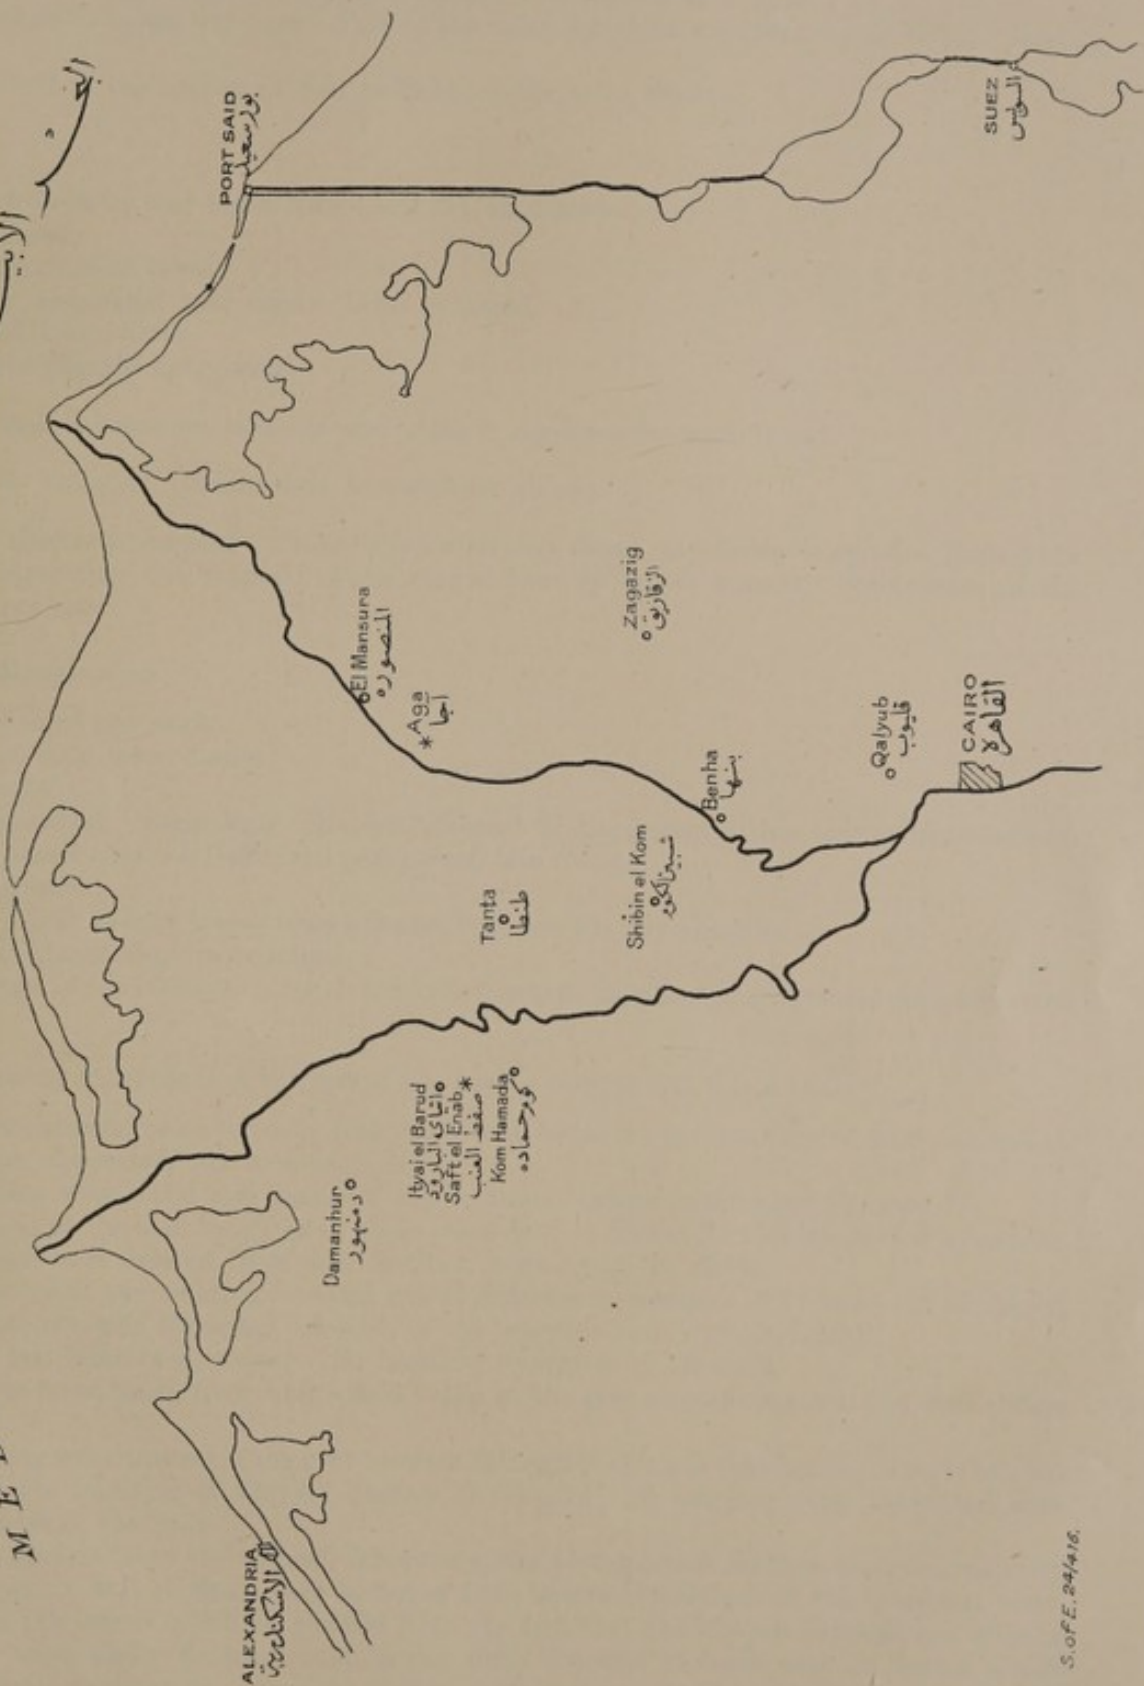 M E
الابي
PORT SAID
بورسعيد
SUEZ
السويس
El Mansura
المنصوره
Aga
اجا
Zagazig
الزقازيق
Benha
بنها
Qalyub
قليوب
CAIRO
القاهرة
Tanta
طنطا
Shibin el Kom
شبين الكوم
Ityai el Barud
اتياى البارود
Saft el Enab
صفط العنب
Kom Hamada
كوم حماده
Damanhur
دمنهور
ALEXANDRIA
الاسكندرية
S. of E. 24/416.